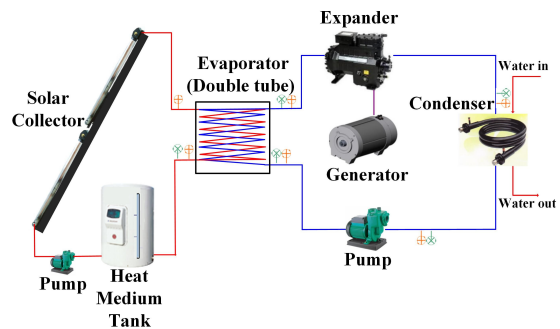 Expander
Evaporator
(Double tube)
Water in
Solar
Collector
Condenser
Generator
Water out
Pump
Heat
Medium
Tank
Pump